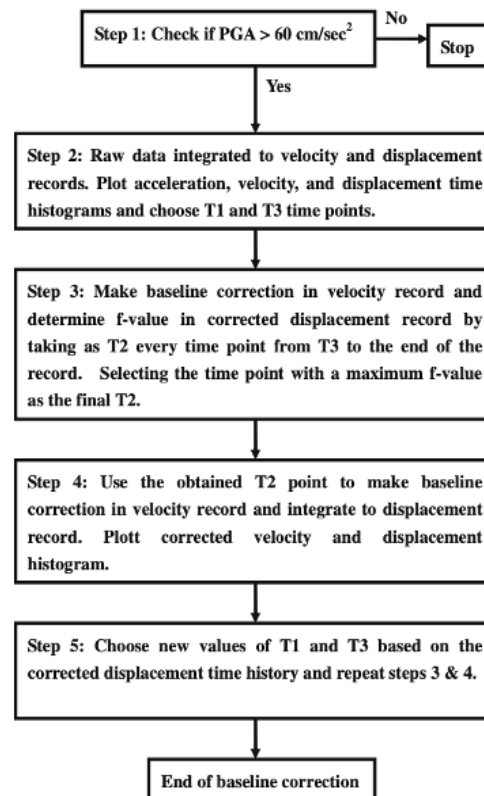 Step 1: Check if PGA > 60 cm/sec²
No
Stop
Yes
Step 2: Raw data integrated to velocity and displacement
records. Plot acceleration, velocity, and displacement time
histograms and choose T1 and T3 time points.
Step 3: Make baseline correction in velocity record and
determine f-value in corrected displacement record by
taking as T2 every time point from T3 to the end of the
record. Selecting the time point with a maximum f-value
as the final T2.
Step 4: Use the obtained T2 point to make baseline
correction in velocity record and integrate to displacement
record. Plott corrected velocity and displacement
histogram.
Step 5: Choose new values of T1 and T3 based on the
corrected displacement time history and repeat steps 3 & 4.
End of baseline correction